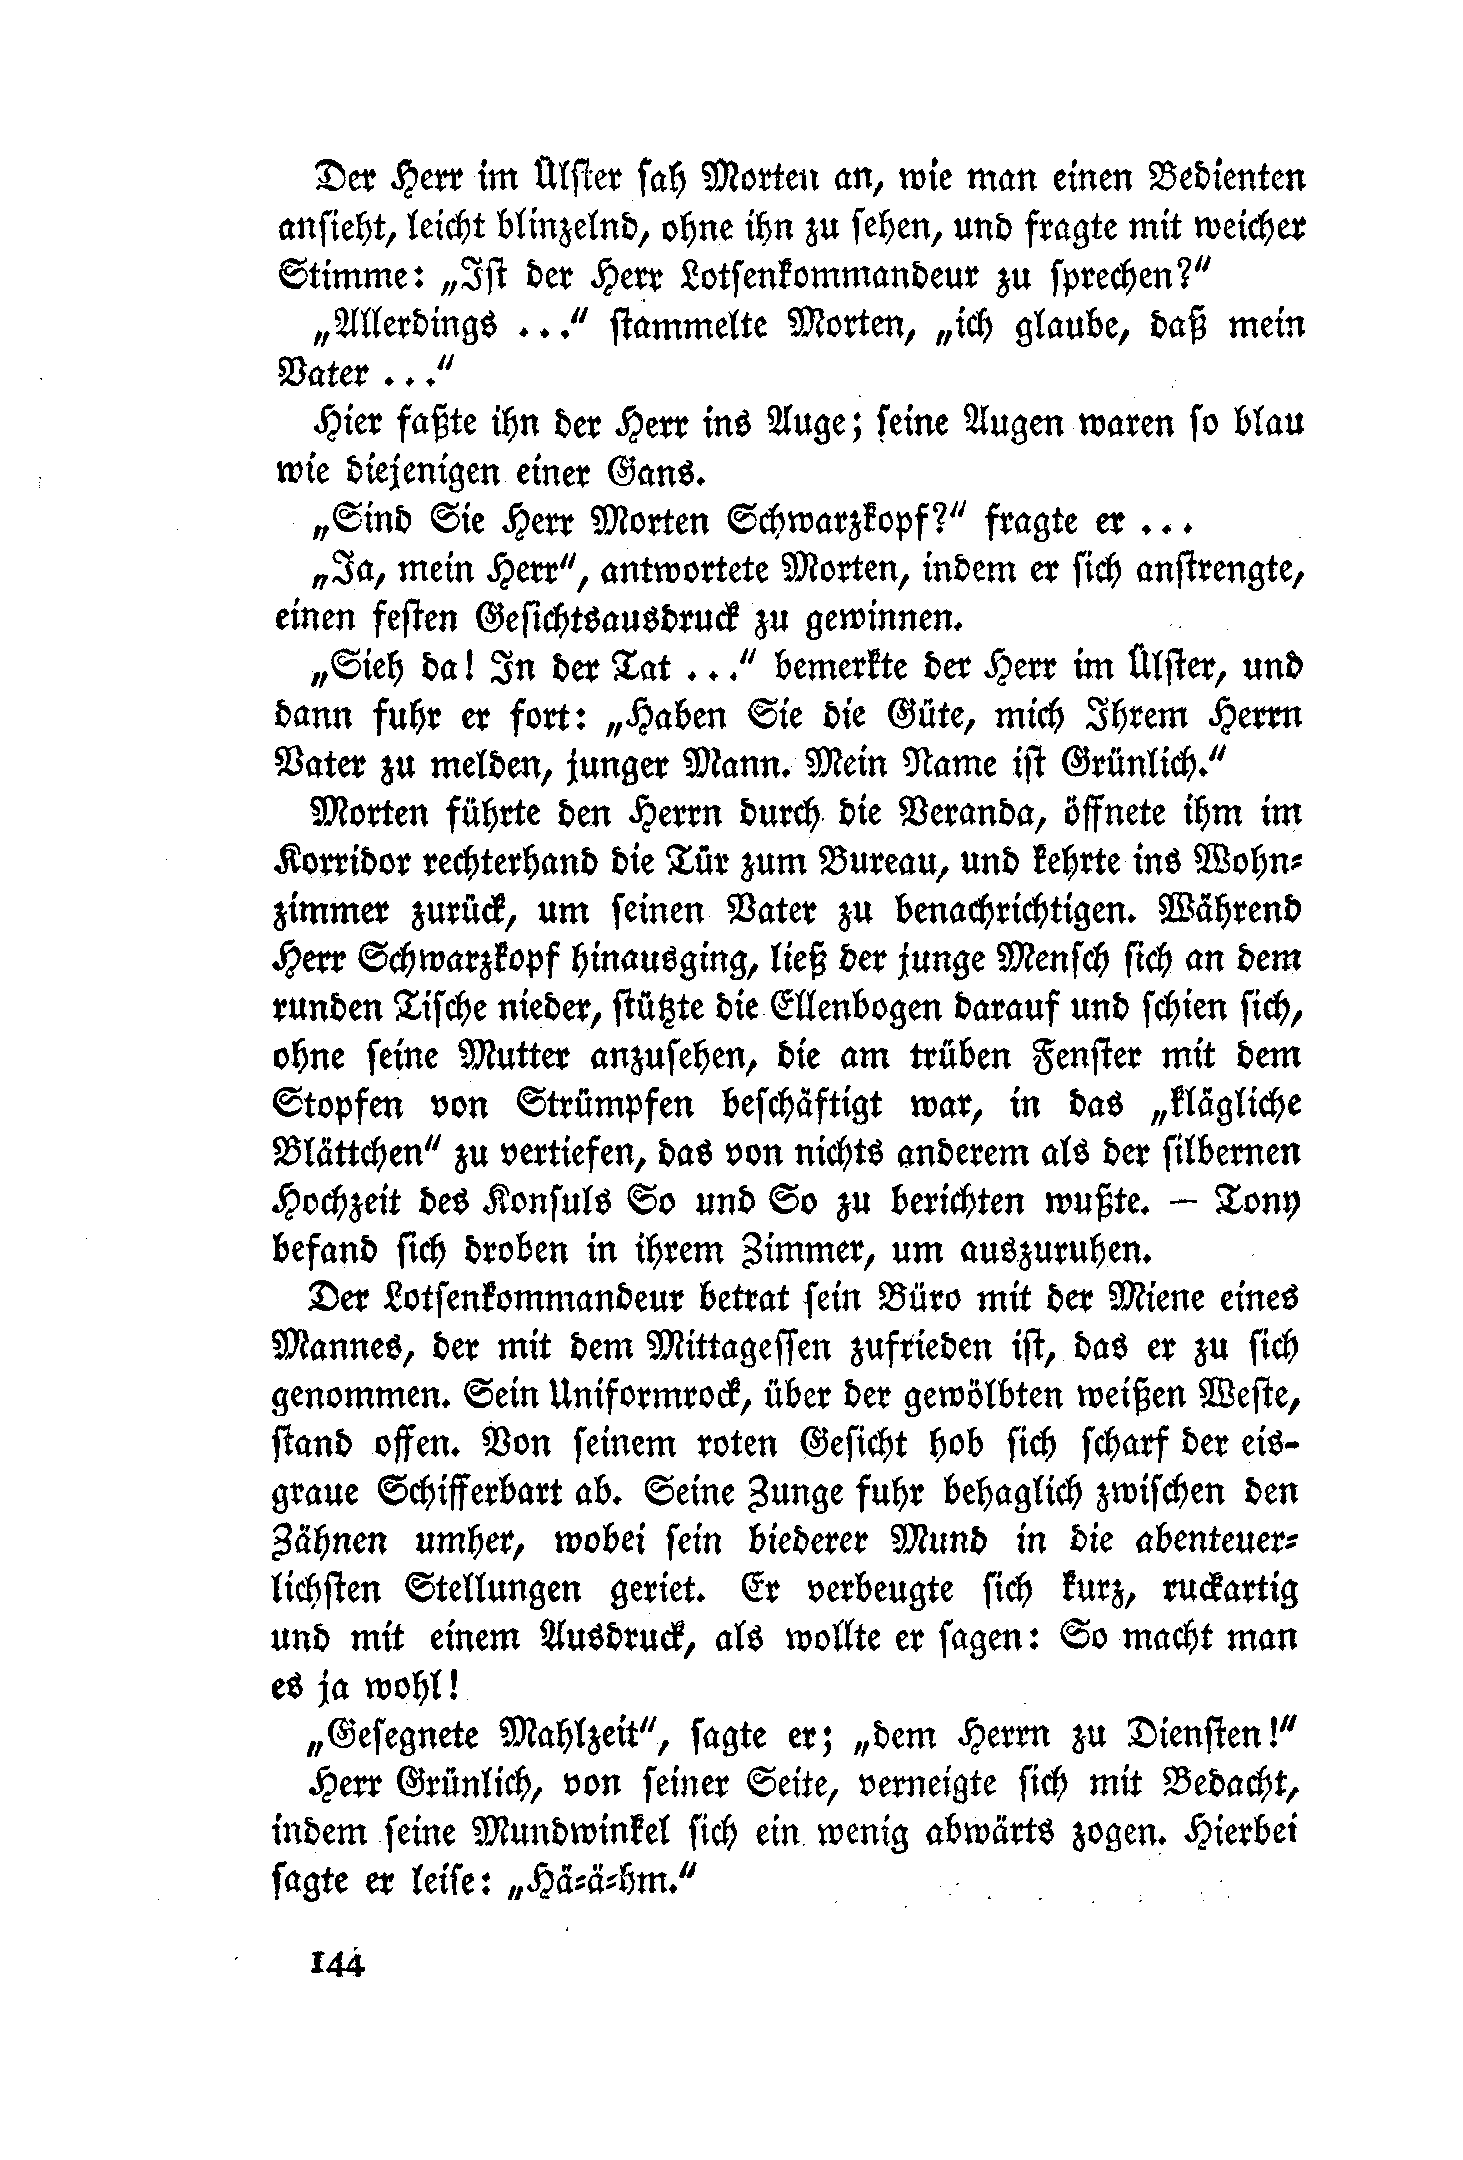 Der Herr im Ülster sah Morten an, wie man einen Bedienten
ansieht, leicht blinzelnd, ohne ihn zu sehen, und fragte mit weicher
Stimme: „Ist der Herr Lotsenkommandeur zu sprechen?“
„Allerdings ...“ stammelte Morten, „ich glaube, daß mein
Vater ...“
Hier faßte ihn der Herr ins Auge; seine Augen waren so blau
wie diejenigen einer Gans.
„Sind Sie Herr Morten Schwarzkopf?“ fragte er ...
„Ja, mein Herr“, antwortete Morten, indem er sich anstrengte,
einen festen Gesichtsausdruck zu gewinnen.
„Sieh da! In der Tat ...“ bemerkte der Herr im Ülster, und
dann fuhr er fort: „Haben Sie die Güte, mich Ihrem Herrn
Vater zu melden, junger Mann. Mein Name ist Grünlich.“
Morten führte den Herrn durch die Veranda, öffnete ihm im
Korridor rechterhand die Tür zum Bureau, und kehrte ins Wohn-
zimmer zurück, um seinen Vater zu benachrichtigen. Während
Herr Schwarzkopf hinausging, ließ der junge Mensch sich an dem
runden Tische nieder, stützte die Ellenbogen darauf und schien sich,
ohne seine Mutter anzusehen, die am trüben Fenster mit dem
Stopfen von Strümpfen beschäftigt war, in das „klägliche
Blättchen“ zu vertiefen, das von nichts anderem als der silbernen
Hochzeit des Konsuls So und So zu berichten wußte. — Tony
befand sich droben in ihrem Zimmer, um auszuruhen.
Der Lotsenkommandeur betrat sein Büro mit der Miene eines
Mannes, der mit dem Mittagessen zufrieden ist, das er zu sich
genommen. Sein Uniformrock, über der gewölbten weißen Weste,
stand offen. Von seinem roten Gesicht hob sich scharf der eis-
graue Schifferbart ab. Seine Zunge fuhr behaglich zwischen den
Zähnen umher, wobei sein biederer Mund in die abenteuer-
lichsten Stellungen geriet. Er verbeugte sich kurz, ruckartig
und mit einem Ausdruck, als wollte er sagen: So macht man
es ja wohl!
„Gesegnete Mahlzeit“, sagte er; „dem Herrn zu Diensten!“
Herr Grünlich, von seiner Seite, verneigte sich mit Bedacht,
indem seine Mundwinkel sich ein wenig abwärts zogen. Hierbei
sagte er leise: „Hä-ä-hm.“
144